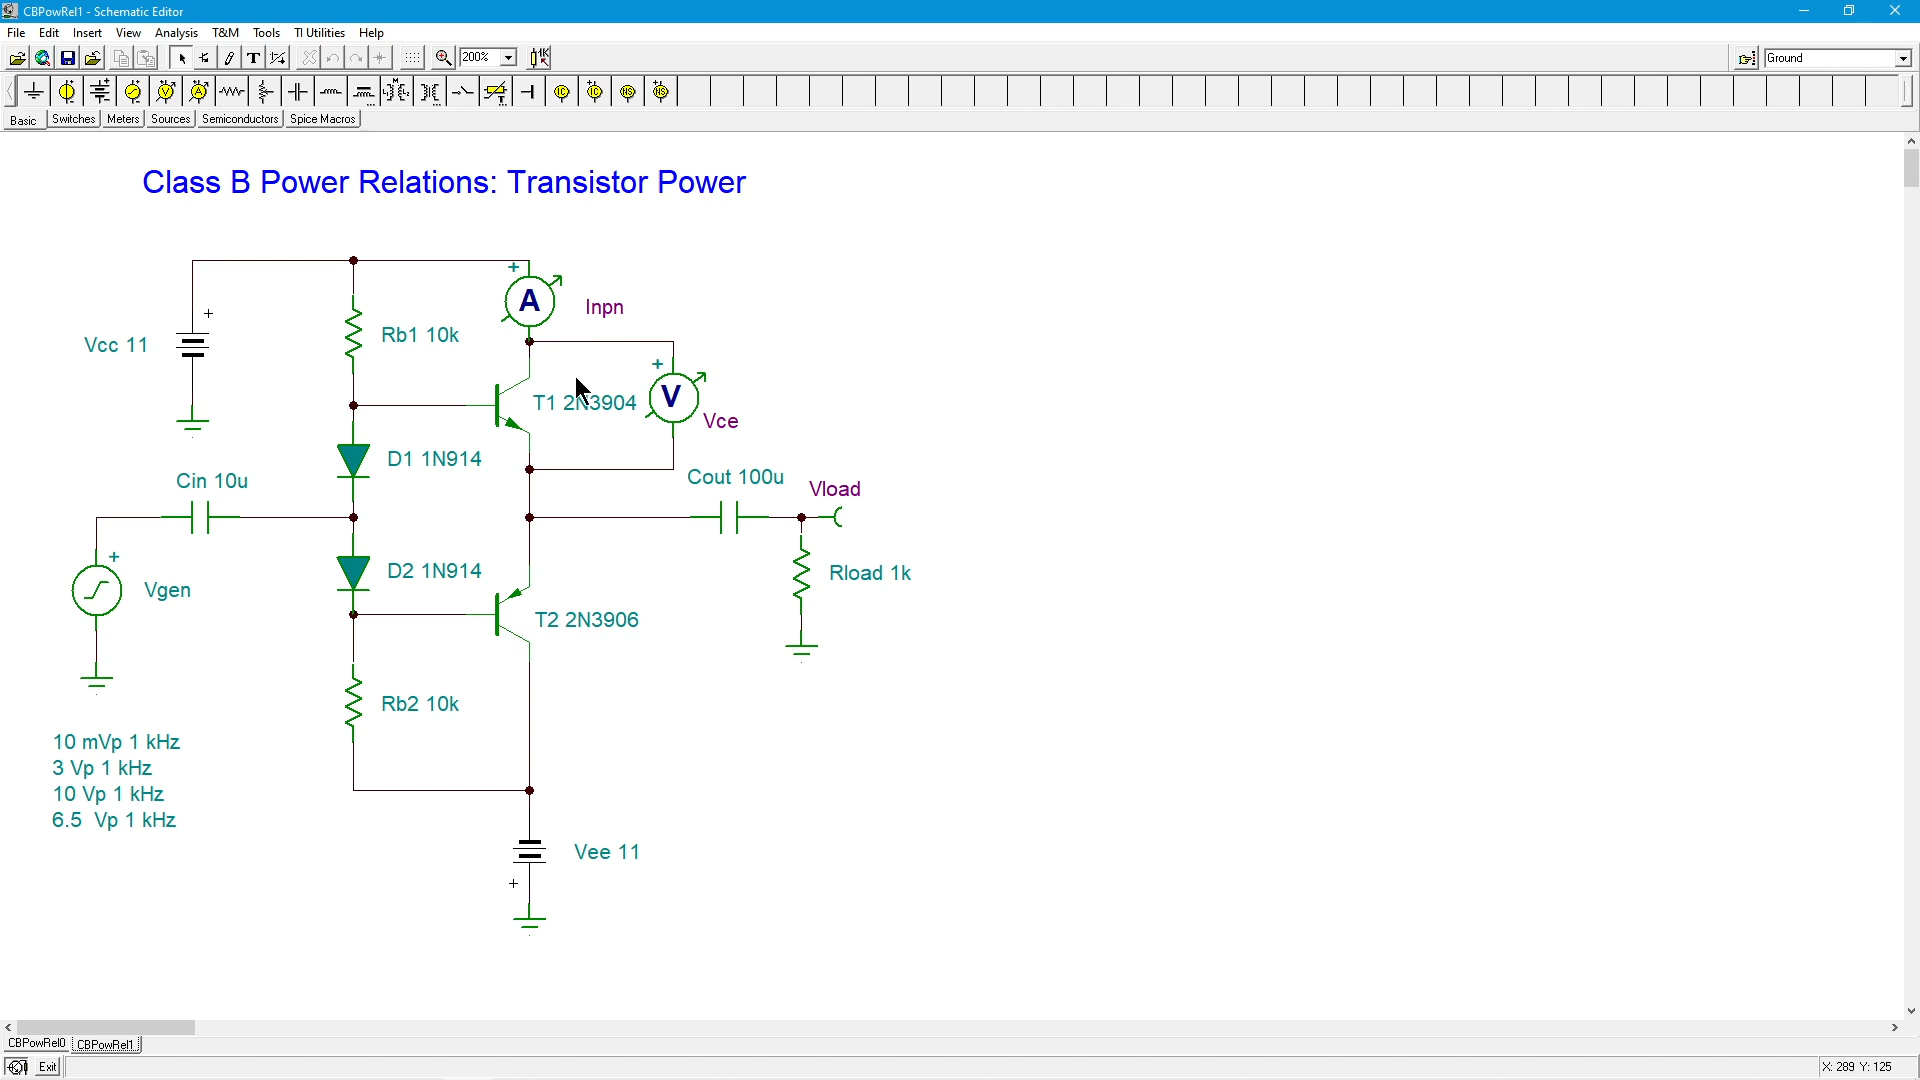 CBPowRel1 - Schematic Editor
File Edit Insert View Analysis T&M Tools TI Utilities Help
T 200% 1K Ground
Basic Switches Meters Sources Semiconductors Spice Macros
Class B Power Relations: Transistor Power
+
A
Inpn
+
Vcc 11
Rb1 10k
+
V
T1 2N3904
Vce
D1 1N914
Cin 10u
Cout 100u
Vload
+
Vgen
D2 1N914
Rload 1k
T2 2N3906
Rb2 10k
10 mVp 1 kHz
3 Vp 1 kHz
10 Vp 1 kHz
6.5 Vp 1 kHz
Vee 11
+
CBPowRel0 CBPowRel1
Exit X: 289 Y: 125